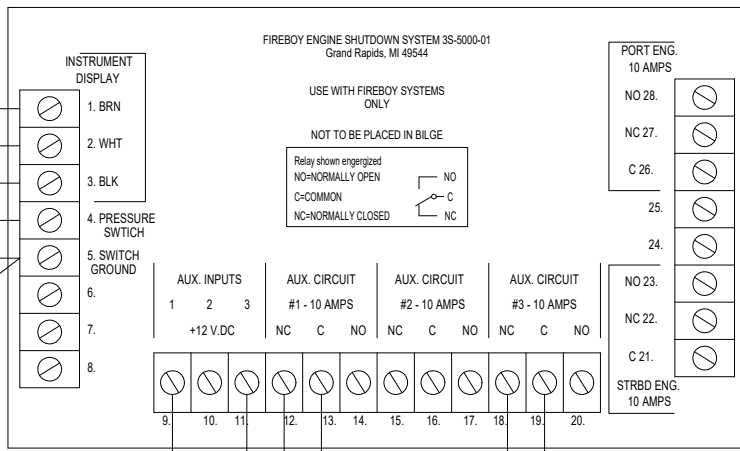 FIREBOY ENGINE SHUTDOWN SYSTEM 3S-5000-01
Grand Rapids, MI 49544
USE WITH FIREBOY SYSTEMS
ONLY
NOT TO BE PLACED IN BILGE
Relay shown engergized
NO=NORMALLY OPEN
C=COMMON
NC=NORMALLY CLOSED
NO
C
NC
INSTRUMENT
DISPLAY
1. BRN
2. WHT
3. BLK
4. PRESSURE
SWTICH
5. SWITCH
GROUND
6.
7.
8.
AUX. INPUTS
1 2 3
+12 V.DC
AUX. CIRCUIT
#1 - 10 AMPS
NC C NO
AUX. CIRCUIT
#2 - 10 AMPS
NC C NO
AUX. CIRCUIT
#3 - 10 AMPS
NC C NO
9. 10. 11. 12. 13. 14. 15. 16. 17. 18. 19. 20.
PORT ENG.
10 AMPS
NO 28.
NC 27.
C 26.
25.
24.
NO 23.
NC 22.
C 21.
STRBD ENG.
10 AMPS